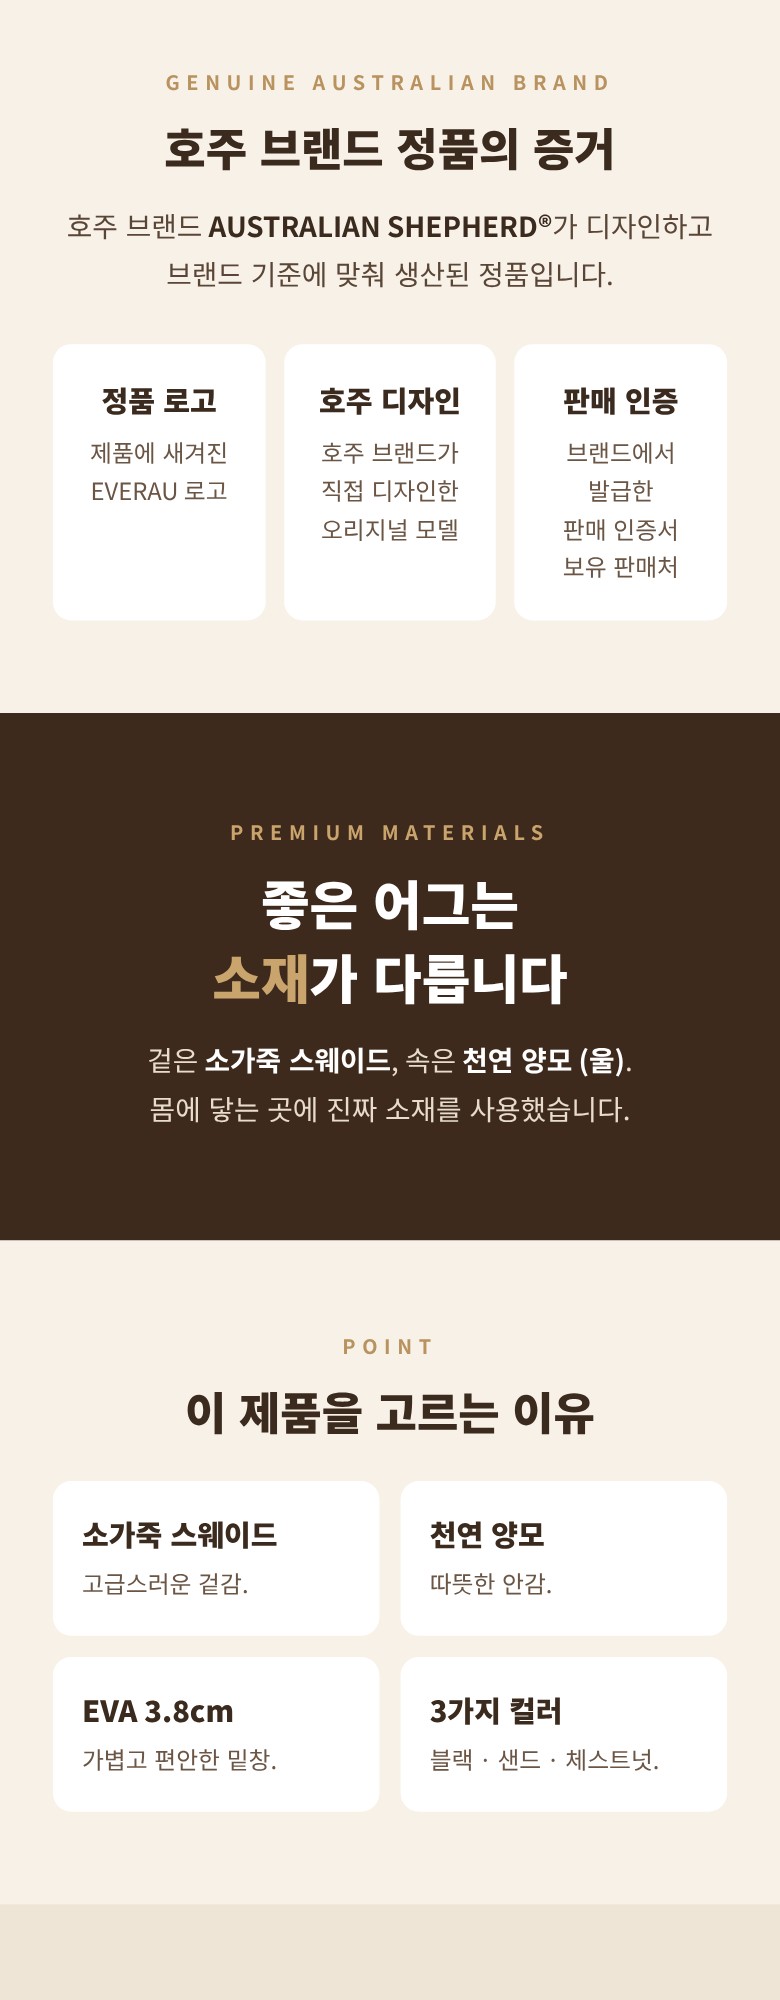 GENUINE AUSTRALIAN BRAND
호주 브랜드 정품의 증거
호주 브랜드 AUSTRALIAN SHEPHERD®가 디자인하고
브랜드 기준에 맞춰 생산된 정품입니다.
정품 로고
제품에 새겨진
EVERAU 로고
호주 디자인
호주 브랜드가
직접 디자인한
오리지널 모델
판매 인증
브랜드에서
발급한
판매 인증서
보유 판매처
PREMIUM MATERIALS
좋은 어그는
소재가 다릅니다
겉은 소가죽 스웨이드, 속은 천연 양모 (울).
몸에 닿는 곳에 진짜 소재를 사용했습니다.
POINT
이 제품을 고르는 이유
소가죽 스웨이드
고급스러운 겉감.
천연 양모
따뜻한 안감.
EVA 3.8cm
가볍고 편안한 밑창.
3가지 컬러
블랙 · 샌드 · 체스트넛.